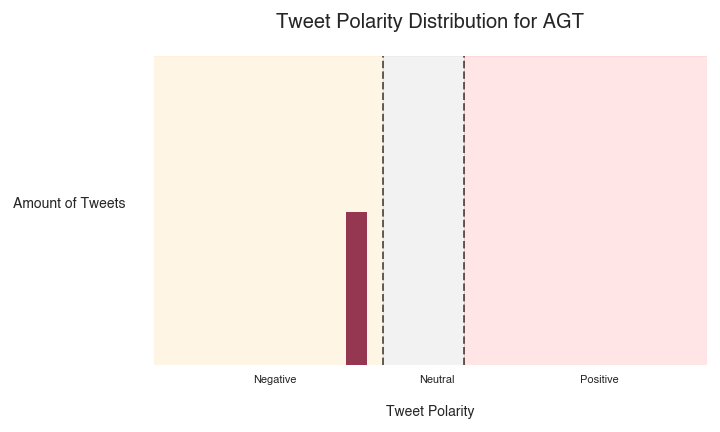 Tweet Polarity Distribution for AGT
Amount of Tweets
Negative Neutral Positive
Tweet Polarity